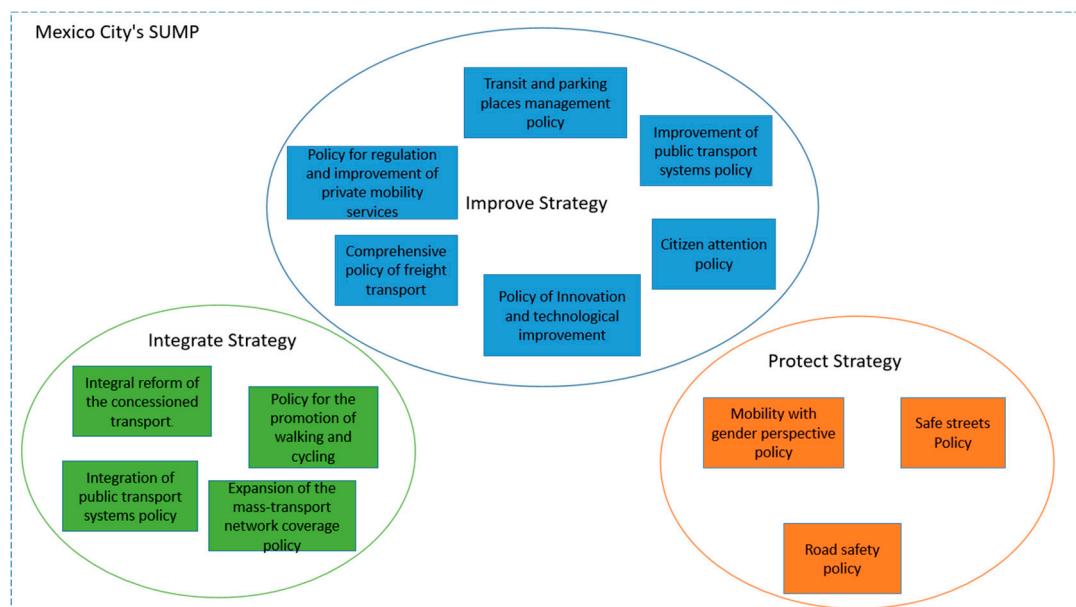 Mexico City's SUMP
Transit and parking
places management
policy
Improvement of
public transport
systems policy
Policy for regulation
and improvement of
private mobility
services
Improve Strategy
Comprehensive
policy of freight
transport
Citizen attention
policy
Policy of Innovation
and technological
improvement
Integrate Strategy
Integral reform of
the concessioned
transport.
Policy for the
promotion of
walking and
cycling
Integration of
public transport
systems policy
Expansion of the
mass-transport
network coverage
policy
Protect Strategy
Mobility with
gender perspective
policy
Safe streets
Policy
Road safety
policy